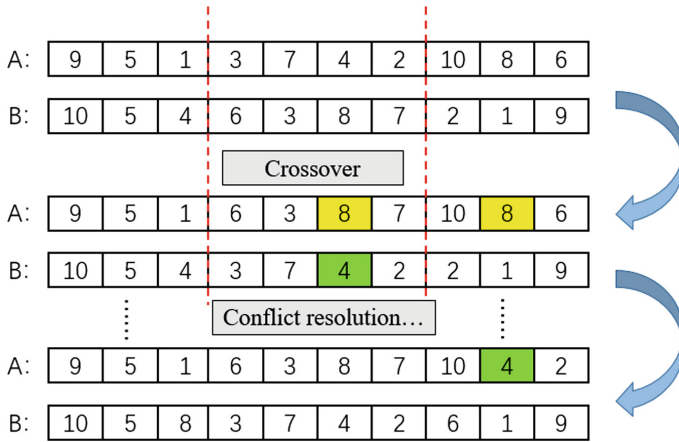 A: 9 5 1 3 7 4 2 10 8 6
B: 10 5 4 6 3 8 7 2 1 9
Crossover
A: 9 5 1 6 3 8 7 10 8 6
B: 10 5 4 3 7 4 2 2 1 9
Conflict resolution…
A: 9 5 1 6 3 8 7 10 4 2
B: 10 5 8 3 7 4 2 6 1 9